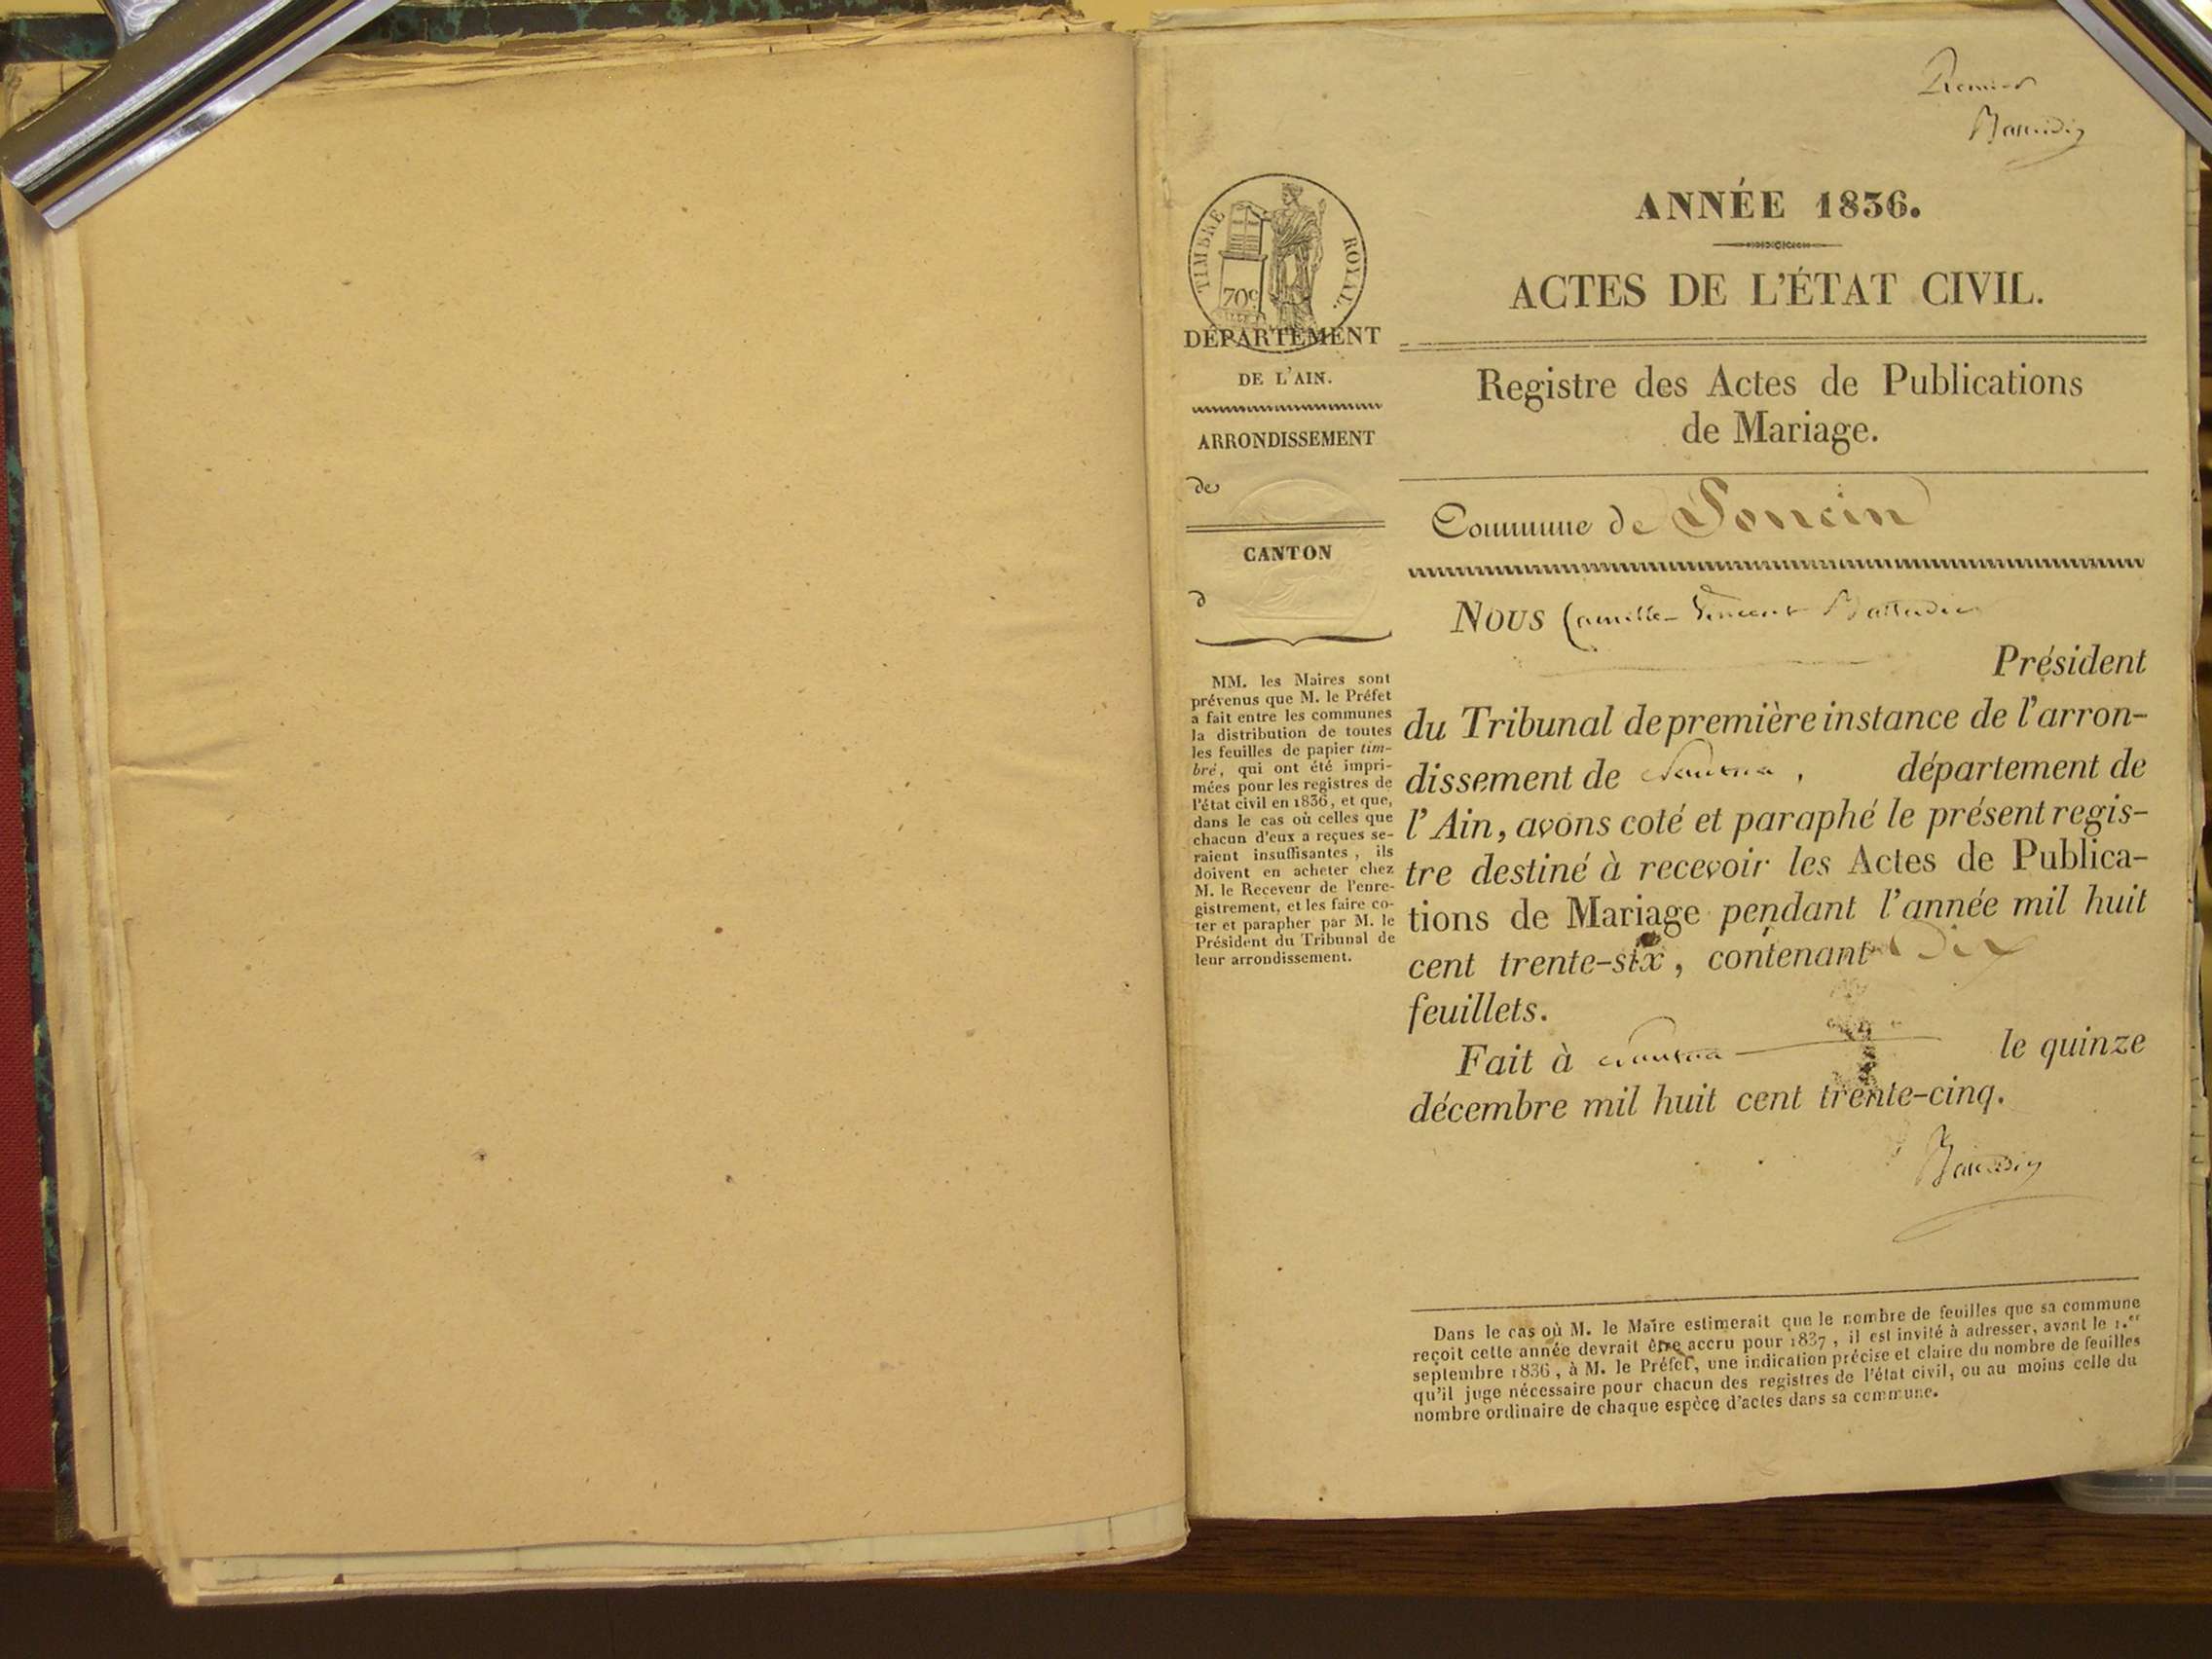 Premier
ANNÉE 1836.
ACTES DE L'ÉTAT CIVIL.
Registre des Actes de Publications
de Mariage.
Commune de Poncin
TIMBRE ROYAL.
70c
DÉPARTEMENT
DE L'AIN.
ARRONDISSEMENT
de
CANTON
d
MM. les Maires sont
prévenus que M. le Préfet
a fait entre les communes
la distribution de toutes
les feuilles de papier tim-
bré, qui ont été impri-
mées pour les registres de
l'état civil en 1836, et que,
dans le cas où celles que
chacun d'eux a reçues se-
raient insuffisantes, ils
doivent en acheter chez
M. le Receveur de l'enre-
gistrement, et les faire co-
ter et parapher par M. le
Président du Tribunal de
leur arrondissement.
Nous Camille Vincent
Président
du Tribunal de première instance de l'arron-
dissement de Nantua, département de
l'Ain, avons coté et paraphé le présent regis-
tre destiné à recevoir les Actes de Publica-
tions de Mariage pendant l'année mil huit
cent trente-six, contenant Dix
feuillets.
Fait à Nantua le quinze
décembre mil huit cent trente-cinq.
Dans le cas où M. le Maire estimerait que le nombre de feuilles que sa commune
reçoit cette année devrait être accru pour 1837, il est invité à adresser, avant le 1.er
septembre 1836, à M. le Préfet, une indication précise et claire du nombre de feuilles
qu'il juge nécessaire pour chacun des registres de l'état civil, ou au moins celle du
nombre ordinaire de chaque espèce d'actes dans sa commune.